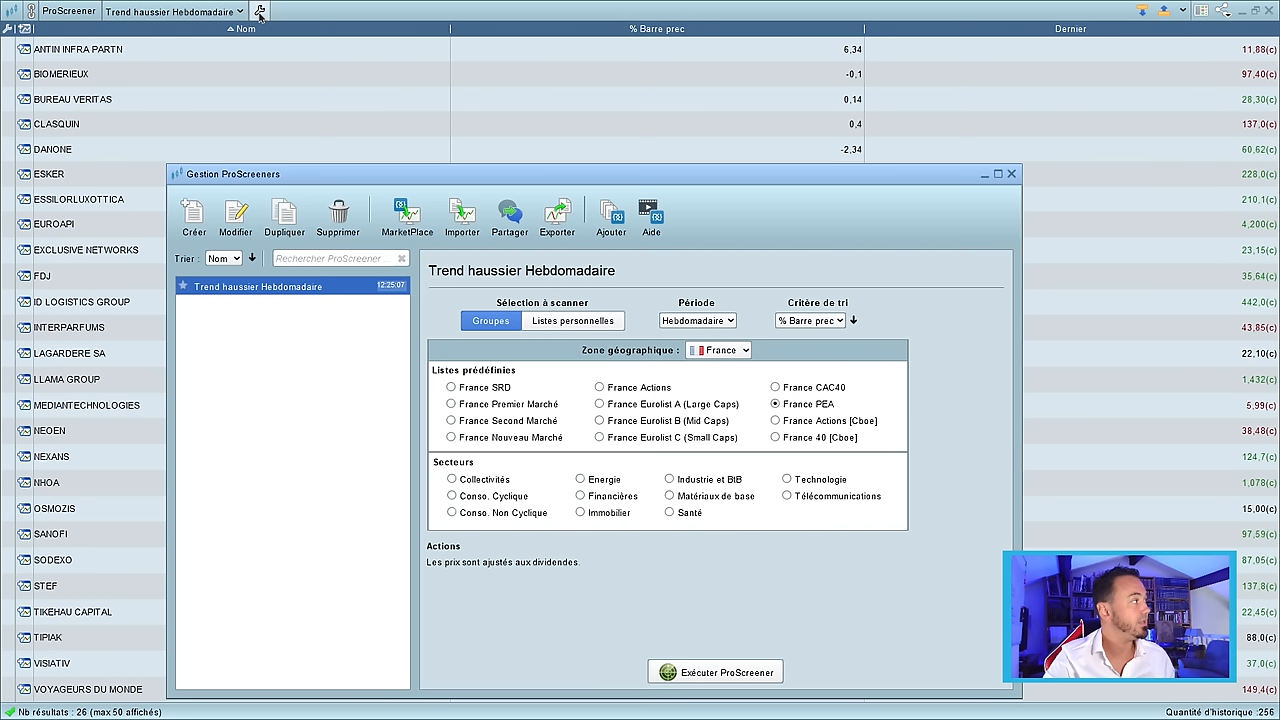 ProScreener Trend haussier Hebdomadaire
Nom % Barre prec Dernier
ANTIN INFRA PARTN 6,34 11,88(c)
BIOMERIEUX -0,1 97,40(c)
BUREAU VERITAS 0,14 28,30(c)
CLASQUIN 0,4 137,0(c)
DANONE -2,34 60,62(c)
ESKER 228,0(c)
ESSILORLUXOTTICA 210,1(c)
EUROAPI 4,200(c)
EXCLUSIVE NETWORKS 23,15(c)
FDJ 35,64(c)
ID LOGISTICS GROUP 442,0(c)
INTERPARFUMS 43,85(c)
LAGARDERE SA 22,10(c)
LLAMA GROUP 1,432(c)
MEDIANTECHNOLOGIES 5,99(c)
NEOEN 38,48(c)
NEXANS 124,7(c)
NHOA 1,078(c)
OSMOZIS 15,00(c)
SANOFI 97,59(c)
SODEXO 87,05(c)
STEF 137,8(c)
TIKEHAU CAPITAL 22,45(c)
TIPIAK 88,0(c)
VISIATIV 37,0(c)
VOYAGEURS DU MONDE 149,4(c)
Gestion ProScreeners
Créer Modifier Dupliquer Supprimer MarketPlace Importer Partager Exporter Ajouter Aide
Trier : Nom Rechercher ProScreener ...
Trend haussier Hebdomadaire 12:25:07
Trend haussier Hebdomadaire
Sélection à scanner Période Critère de tri
Groupes Listes personnelles Hebdomadaire % Barre prec
Zone géographique : France
Listes prédéfinies
France SRD France Actions France CAC40
France Premier Marché France Eurolist A (Large Caps) France PEA
France Second Marché France Eurolist B (Mid Caps) France Actions [Cboe]
France Nouveau Marché France Eurolist C (Small Caps) France 40 [Cboe]
Secteurs
Collectivités Energie Industrie et BtB Technologie
Conso. Cyclique Financières Matériaux de base Télécommunications
Conso. Non Cyclique Immobilier Santé
Actions
Les prix sont ajustés aux dividendes.
Exécuter ProScreener
Nb résultats : 26 (max 50 affichés) Quantité d'historique :256